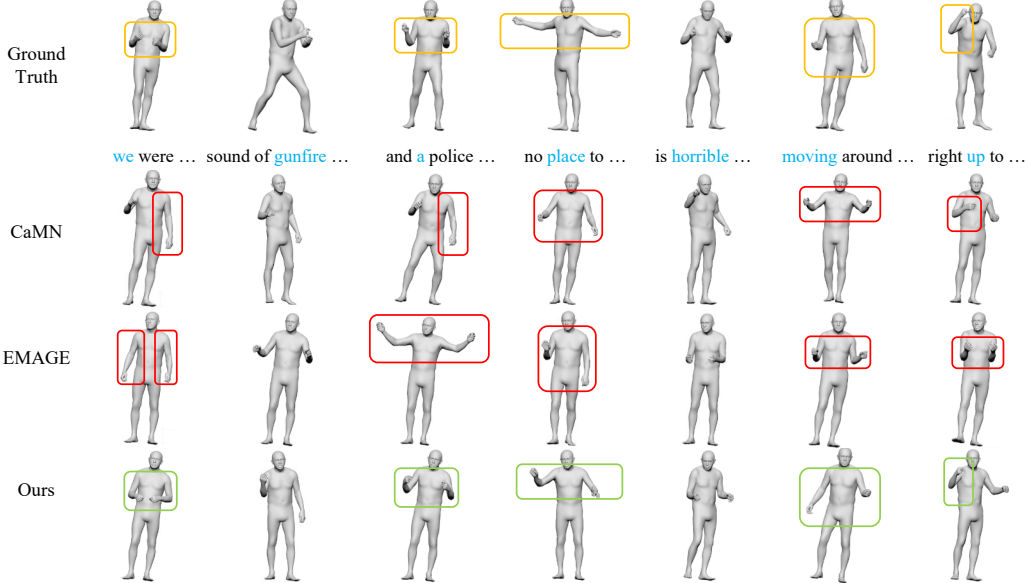 Ground
Truth
we were … sound of gunfire … and a police … no place to … is horrible … moving around … right up to …
CaMN
EMAGE
Ours